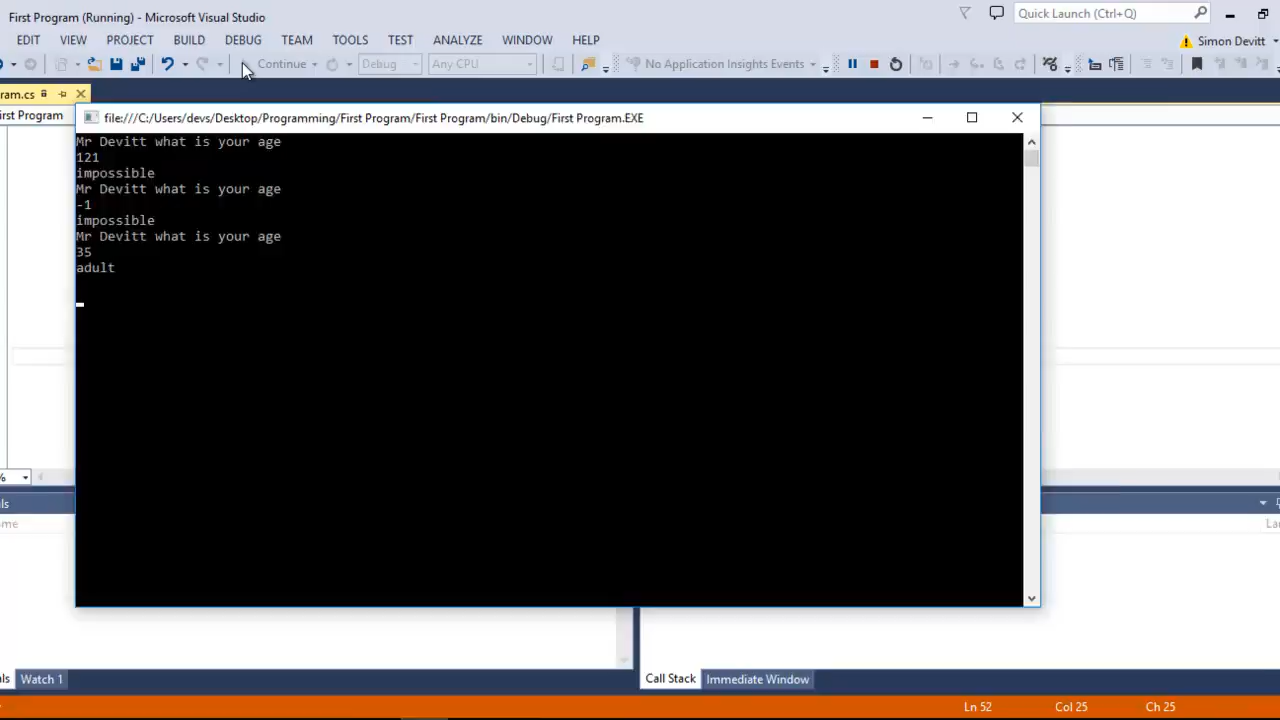 First Program (Running) - Microsoft Visual Studio
Quick Launch (Ctrl+Q)
EDIT VIEW PROJECT BUILD DEBUG TEAM TOOLS TEST ANALYZE WINDOW HELP
Simon Devitt
Continue Debug Any CPU No Application Insights Events
ram.cs
irst Program
file:///C:/Users/devs/Desktop/Programming/First Program/First Program/bin/Debug/First Program.EXE
Mr Devitt what is your age
121
impossible
Mr Devitt what is your age
-1
impossible
Mr Devitt what is your age
35
adult
%
als
ame
La
als Watch 1
Call Stack Immediate Window
Ln 52 Col 25 Ch 25